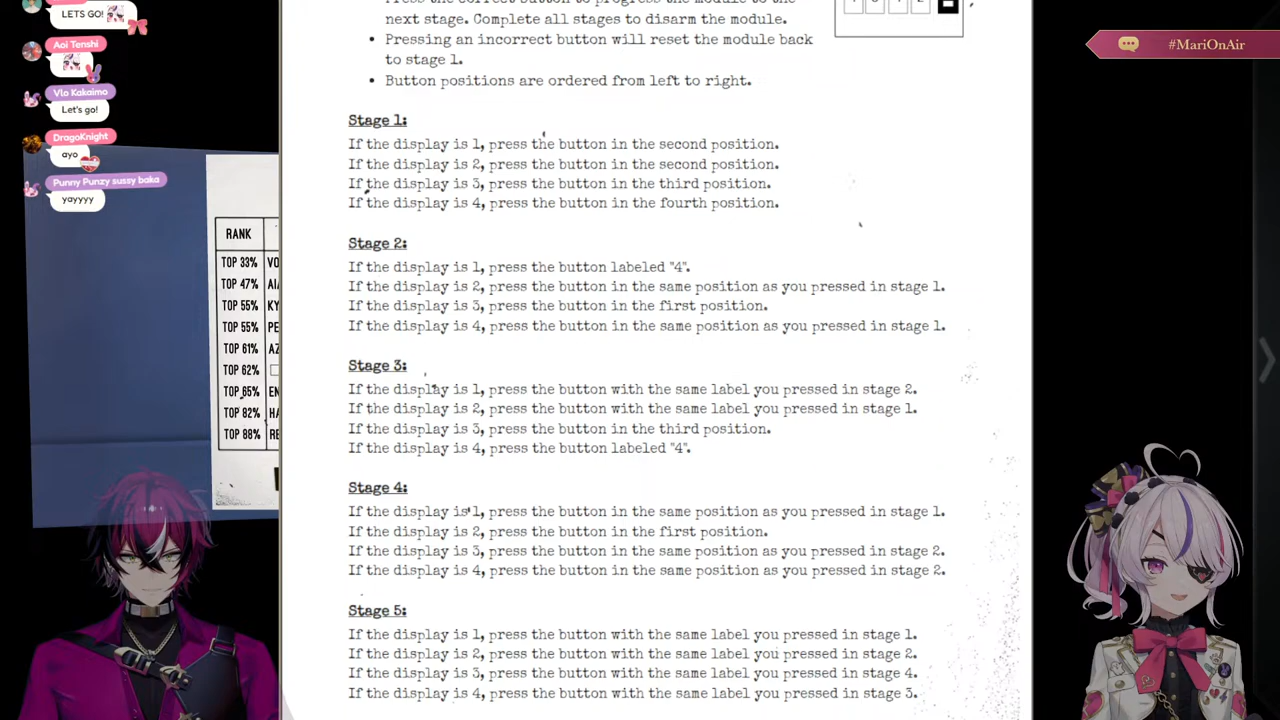 LETS GO!
Aoi Tenshi
Vlo Kakaimo
Let's go!
DragoKnight
ayo
Punny Punzy sussy baka
yayyyy
RANK
TOP 33% VO
TOP 47% AI
TOP 55% KY
TOP 55% PE
TOP 61% AZ
TOP 62%
TOP 65% EN
TOP 82% HA
TOP 88% RE
next stage. Complete all stages to disarm the module.
• Pressing an incorrect button will reset the module back
to stage 1.
• Button positions are ordered from left to right.
Stage 1:
If the display is 1, press the button in the second position.
If the display is 2, press the button in the second position.
If the display is 3, press the button in the third position.
If the display is 4, press the button in the fourth position.
Stage 2:
If the display is 1, press the button labeled "4".
If the display is 2, press the button in the same position as you pressed in stage 1.
If the display is 3, press the button in the first position.
If the display is 4, press the button in the same position as you pressed in stage 1.
Stage 3:
If the display is 1, press the button with the same label you pressed in stage 2.
If the display is 2, press the button with the same label you pressed in stage 1.
If the display is 3, press the button in the third position.
If the display is 4, press the button labeled "4".
Stage 4:
If the display is 1, press the button in the same position as you pressed in stage 1.
If the display is 2, press the button in the first position.
If the display is 3, press the button in the same position as you pressed in stage 2.
If the display is 4, press the button in the same position as you pressed in stage 2.
Stage 5:
If the display is 1, press the button with the same label you pressed in stage 1.
If the display is 2, press the button with the same label you pressed in stage 2.
If the display is 3, press the button with the same label you pressed in stage 4.
If the display is 4, press the button with the same label you pressed in stage 3.
#MariOnAir